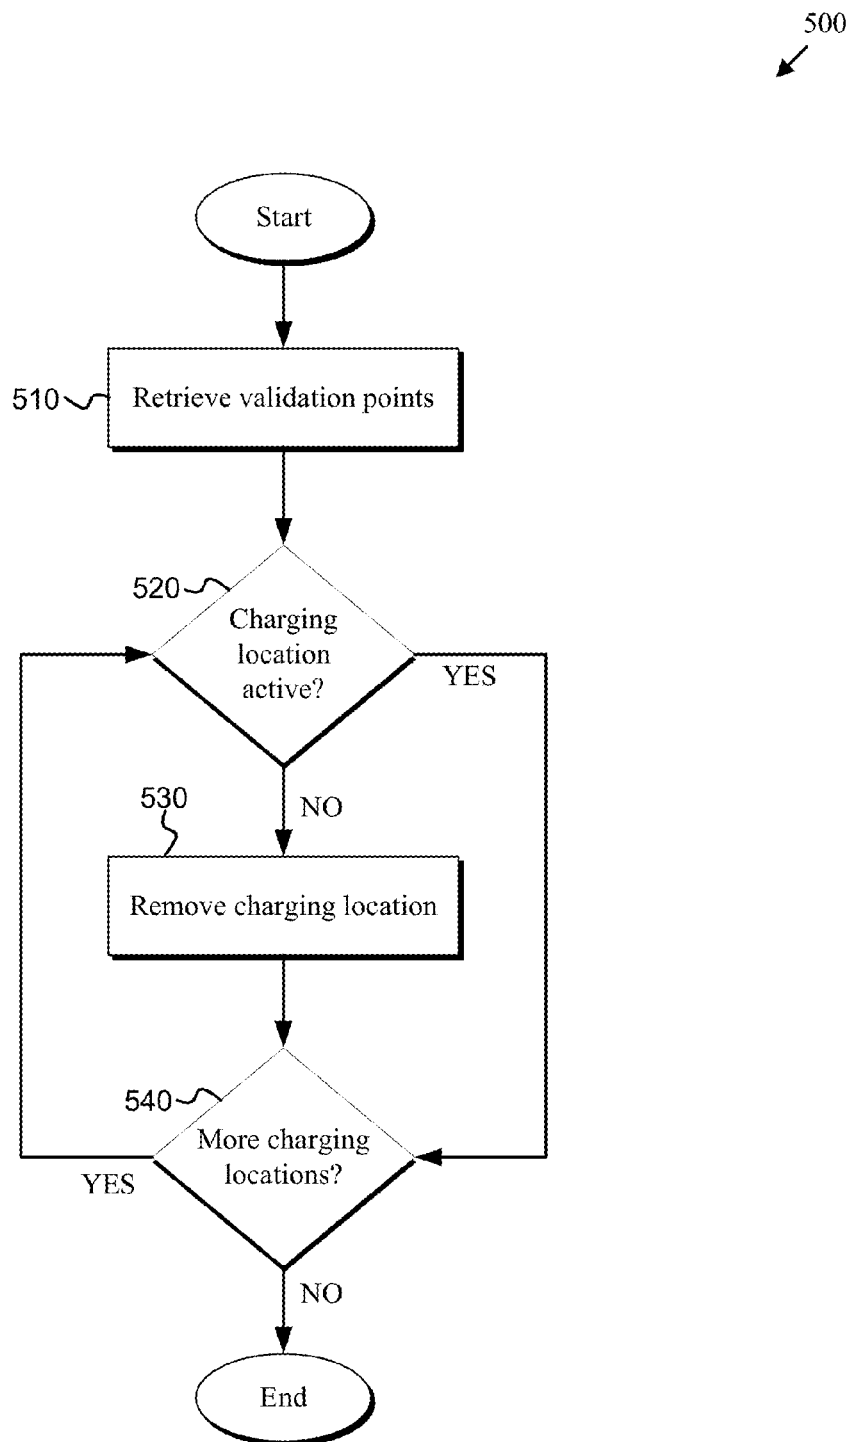 500
Start
510
Retrieve validation points
520
Charging
location
active?
YES
NO
530
Remove charging location
540
More charging
locations?
YES
NO
End